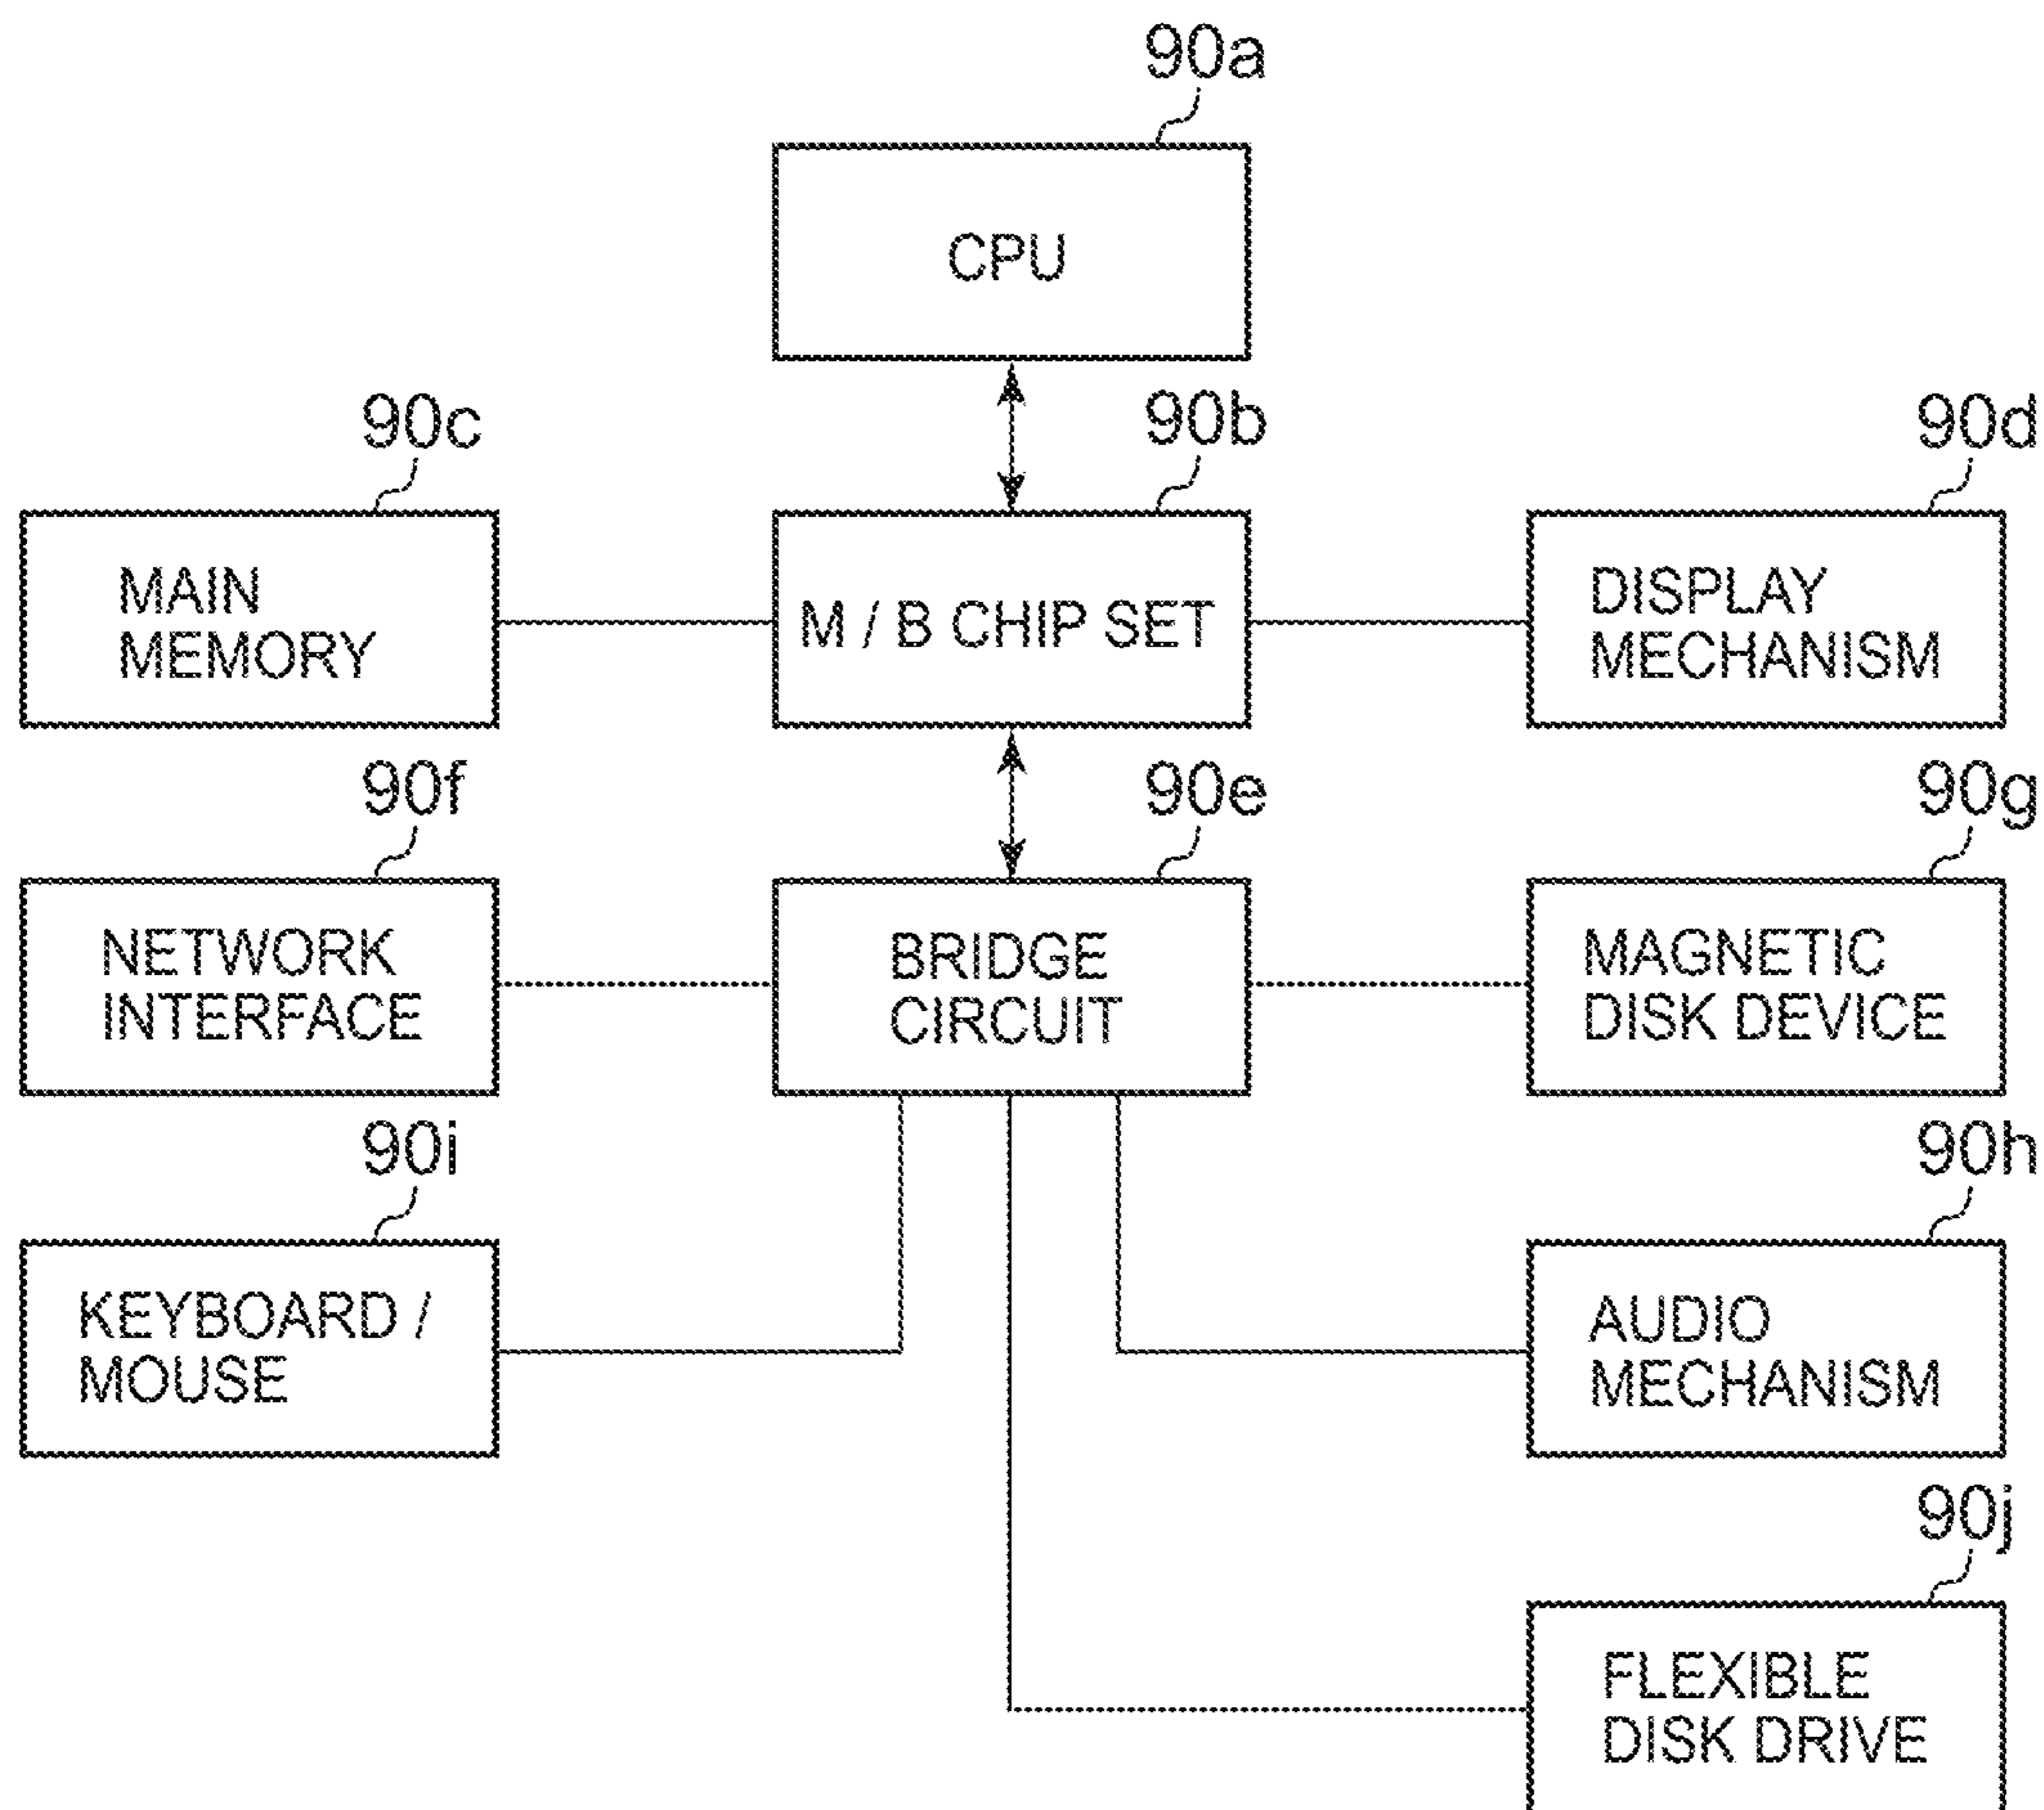 90a
CPU
90c
90b
90d
MAIN
MEMORY
M / B CHIP SET
DISPLAY
MECHANISM
90f
90e
90g
NETWORK
INTERFACE
BRIDGE
CIRCUIT
MAGNETIC
DISK DEVICE
90i
90h
KEYBOARD /
MOUSE
AUDIO
MECHANISM
90j
FLEXIBLE
DISK DRIVE